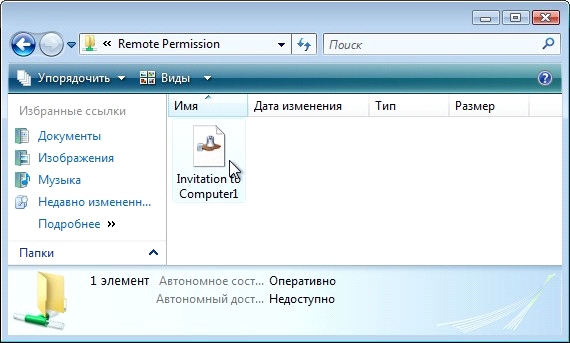 « Remote Permission
Поиск
Упорядочить
Виды
Избранные ссылки
Документы
Изображения
Музыка
Недавно измененн...
Подробнее »
Папки
Имя
Дата изменения
Тип
Размер
Invitation to
Computer1
1 элемент
Автономное сост... Оперативно
Автономный дост... Недоступно